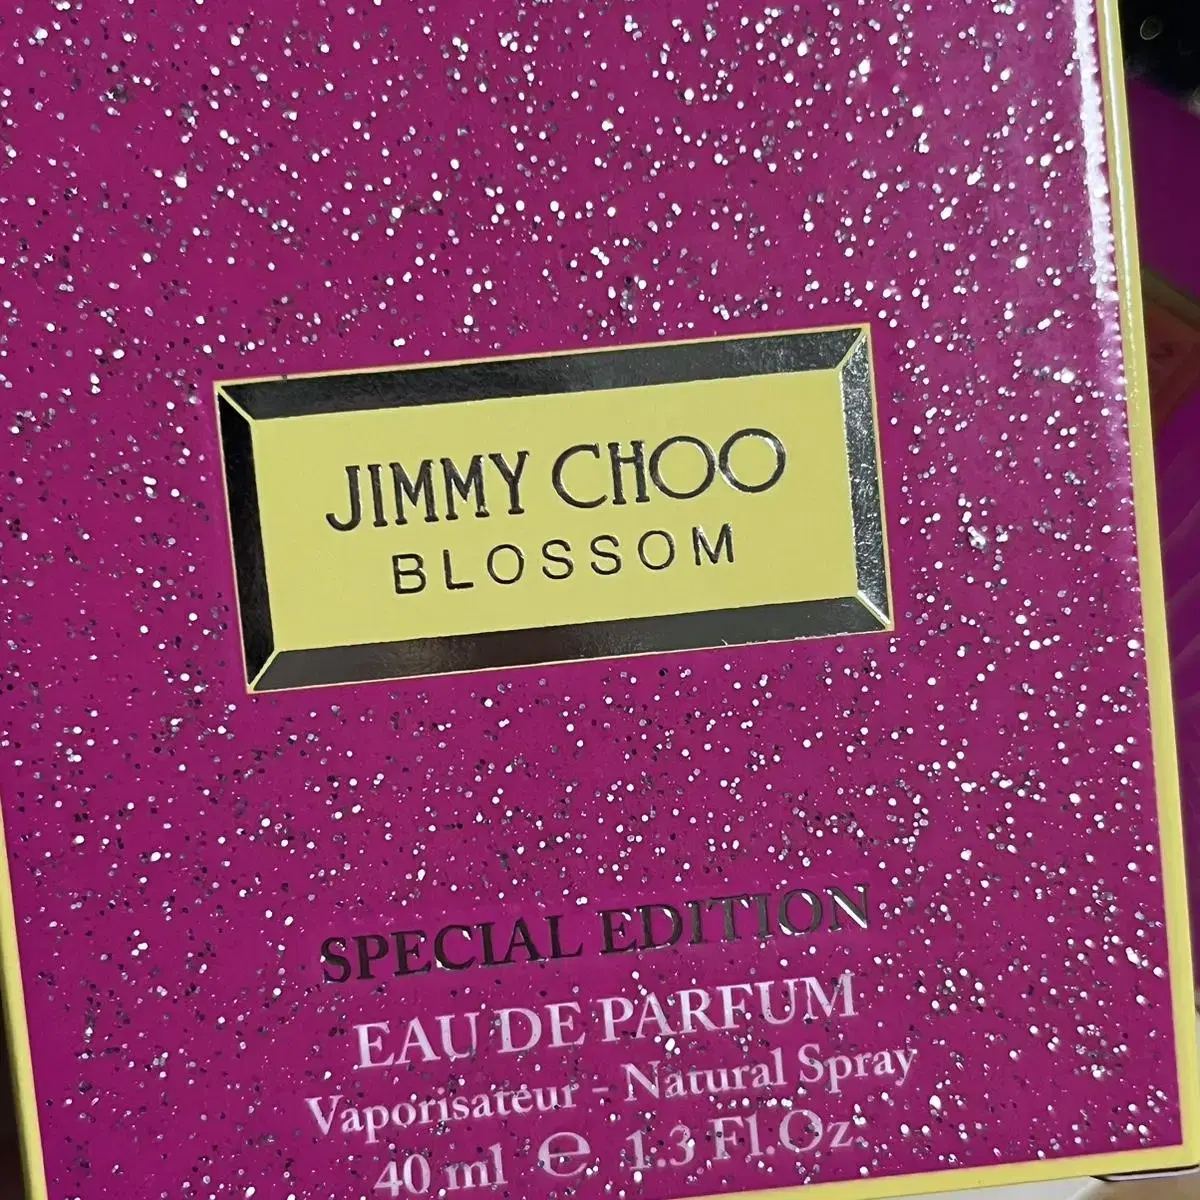 JIMMY CHOO
BLOSSOM
SPECIAL EDITION
EAU DE PARFUM
Vaporisateur - Natural Spray
40 ml ℮ 1.3 Fl.Oz.